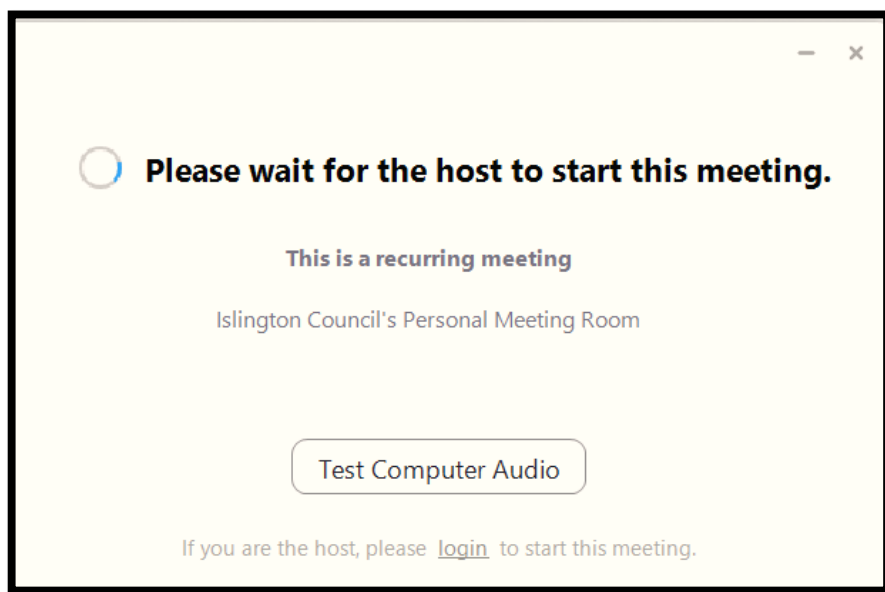 Please wait for the host to start this meeting.
This is a recurring meeting
Islington Council's Personal Meeting Room
Test Computer Audio
If you are the host, please login to start this meeting.